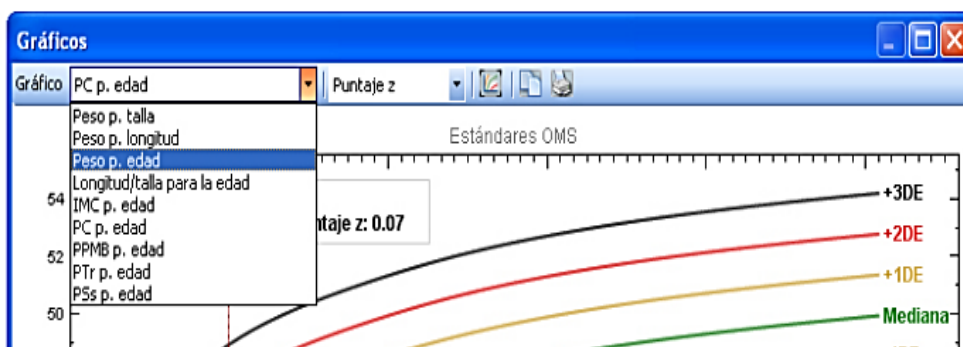 Gráficos
Gráfico PC p. edad Puntaje z
Peso p. talla
Peso p. longitud
Peso p. edad
Longitud/talla para la edad
IMC p. edad
PC p. edad
PPMB p. edad
PTr p. edad
PSs p. edad
Estándares OMS
ntaje z: 0.07
54
52
50
+3DE
+2DE
+1DE
Mediana